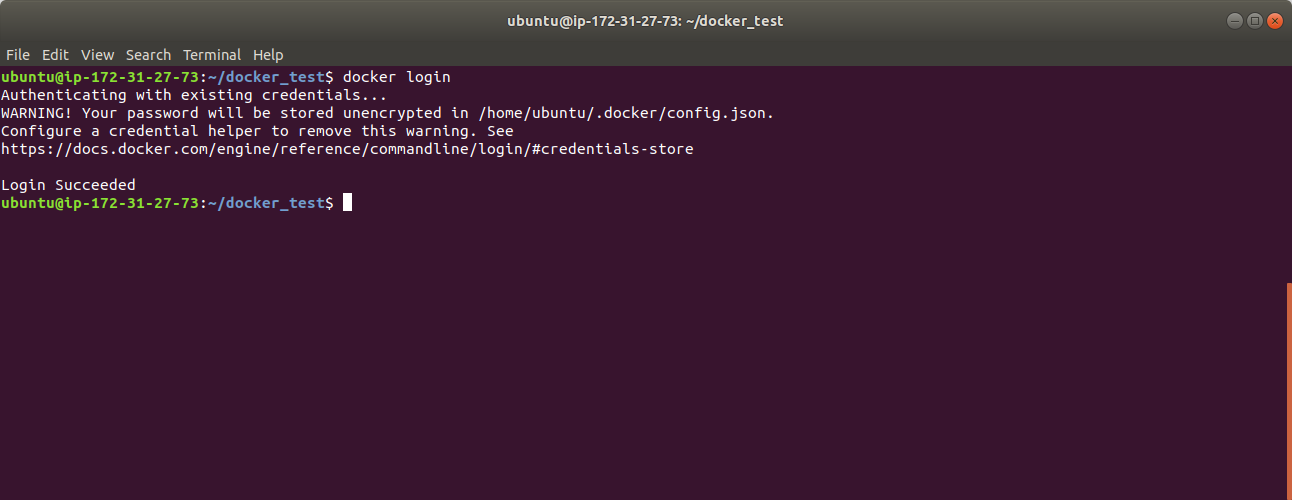 ubuntu@ip-172-31-27-73: ~/docker_test
File Edit View Search Terminal Help
ubuntu@ip-172-31-27-73:~/docker_test$ docker login
Authenticating with existing credentials...
WARNING! Your password will be stored unencrypted in /home/ubuntu/.docker/config.json.
Configure a credential helper to remove this warning. See
https://docs.docker.com/engine/reference/commandline/login/#credentials-store
Login Succeeded
ubuntu@ip-172-31-27-73:~/docker_test$